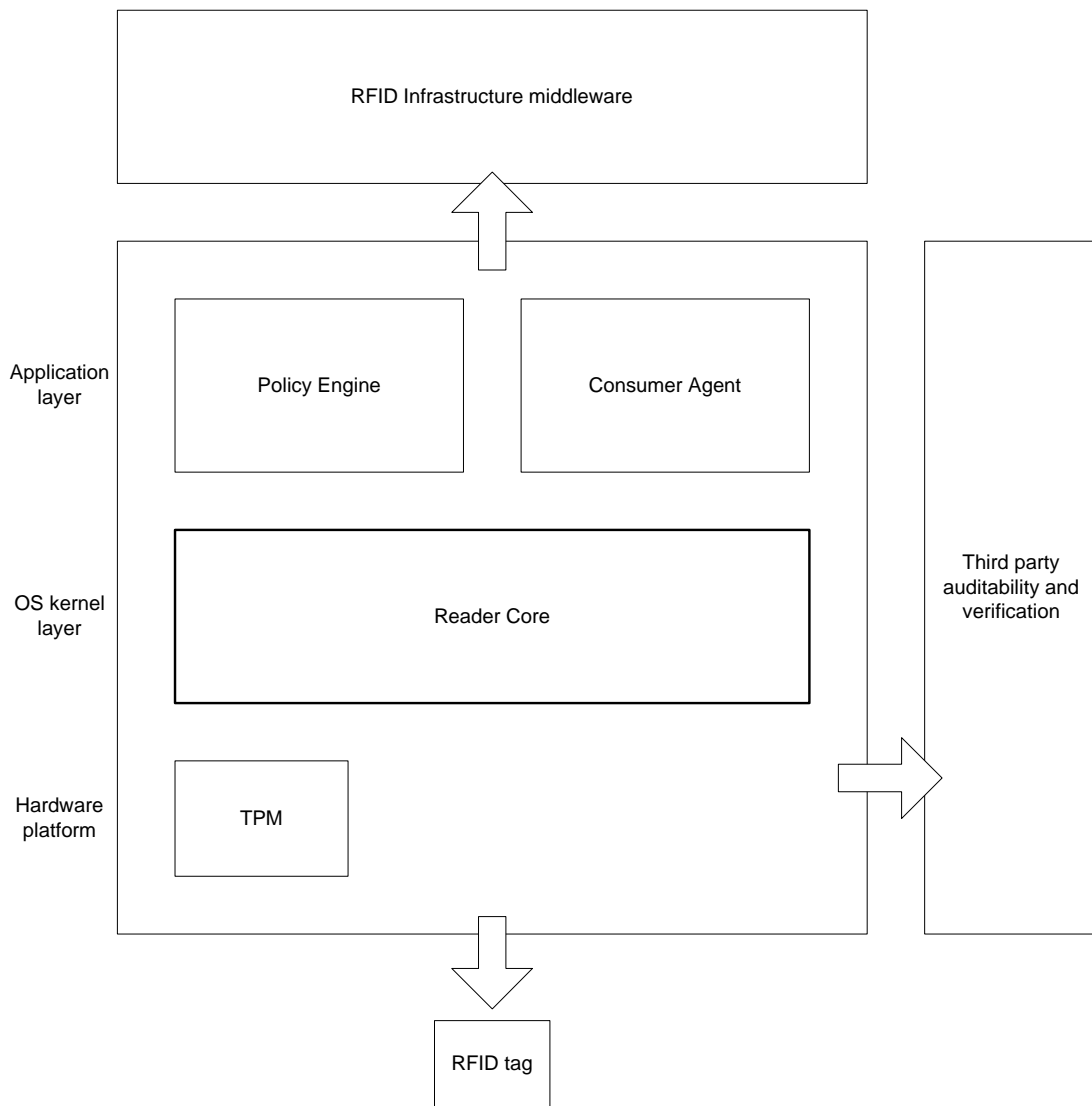 RFID Infrastructure middleware
Application
layer
Policy Engine
Consumer Agent
OS kernel
layer
Reader Core
Third party
auditability and
verification
Hardware
platform
TPM
RFID tag